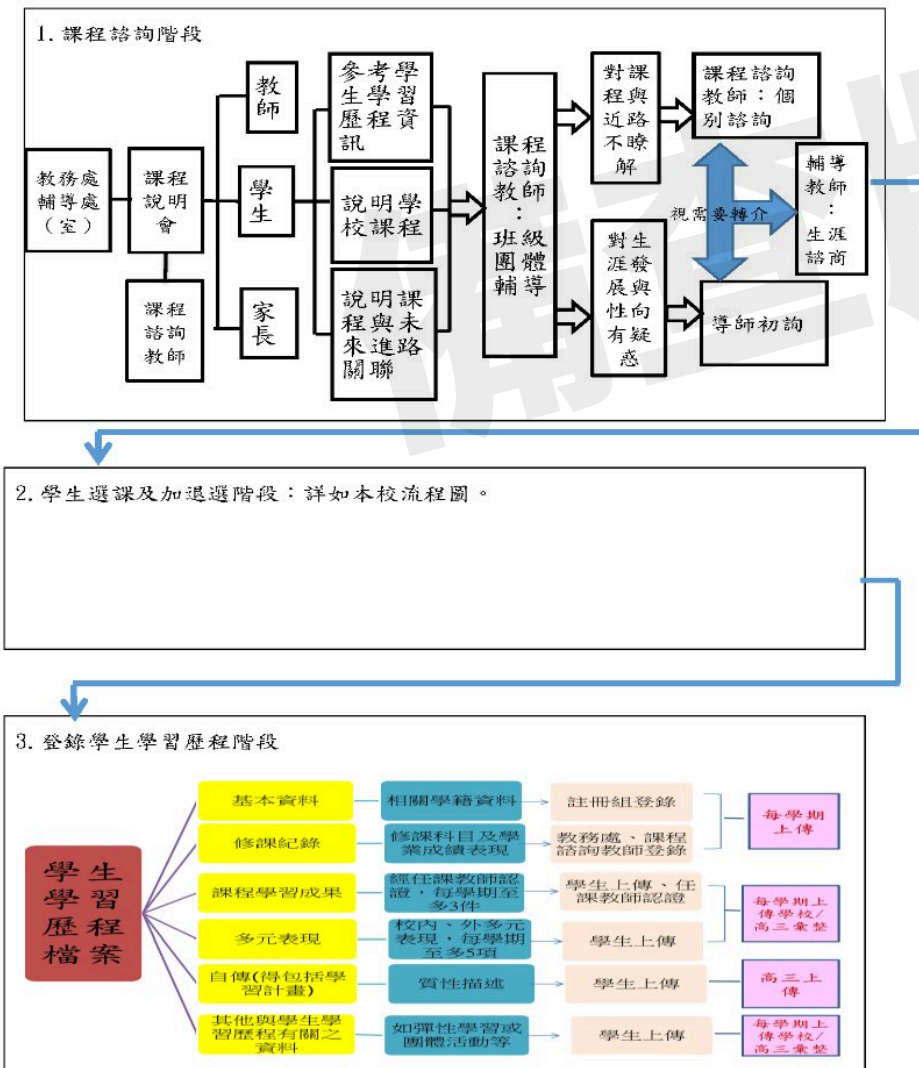 1. 課程諮詢階段
教務處
輔導處
（室）
課程
說明
會
課程
諮詢
教師
教
師
學
生
家
長
參考學
生學習
歷程資
訊
說明學
校課程
說明課
程與未
來進路
關聯
課程
諮詢
教師
：
班級
團體
輔導
對課
程與
近路
不瞭
解
對生
涯發
展與
性向
有疑
惑
課程諮詢
教師：個
別諮詢
視需要轉介
導師初詢
輔導
教師
：
生涯
諮商
2. 學生選課及加退選階段：詳如本校流程圖。
3. 登錄學生學習歷程階段
學生
學習
歷程
檔案
基本資料
相關學籍資料
註冊組登錄
每學期
上傳
修課紀錄
修課科目及學
業成績表現
教務處、課程
諮詢教師登錄
課程學習成果
經任課教師認
證，每學期至
多3件
學生上傳、任
課教師認證
每學期上
傳學校/
高三彙整
多元表現
校內、外多元
表現，每學期
至多5項
學生上傳
自傳(得包括學
習計畫)
質性描述
學生上傳
高三上
傳
其他與學生學
習歷程有關之
資料
如彈性學習或
團體活動等
學生上傳
每學期上
傳學校/
高三彙整
備查